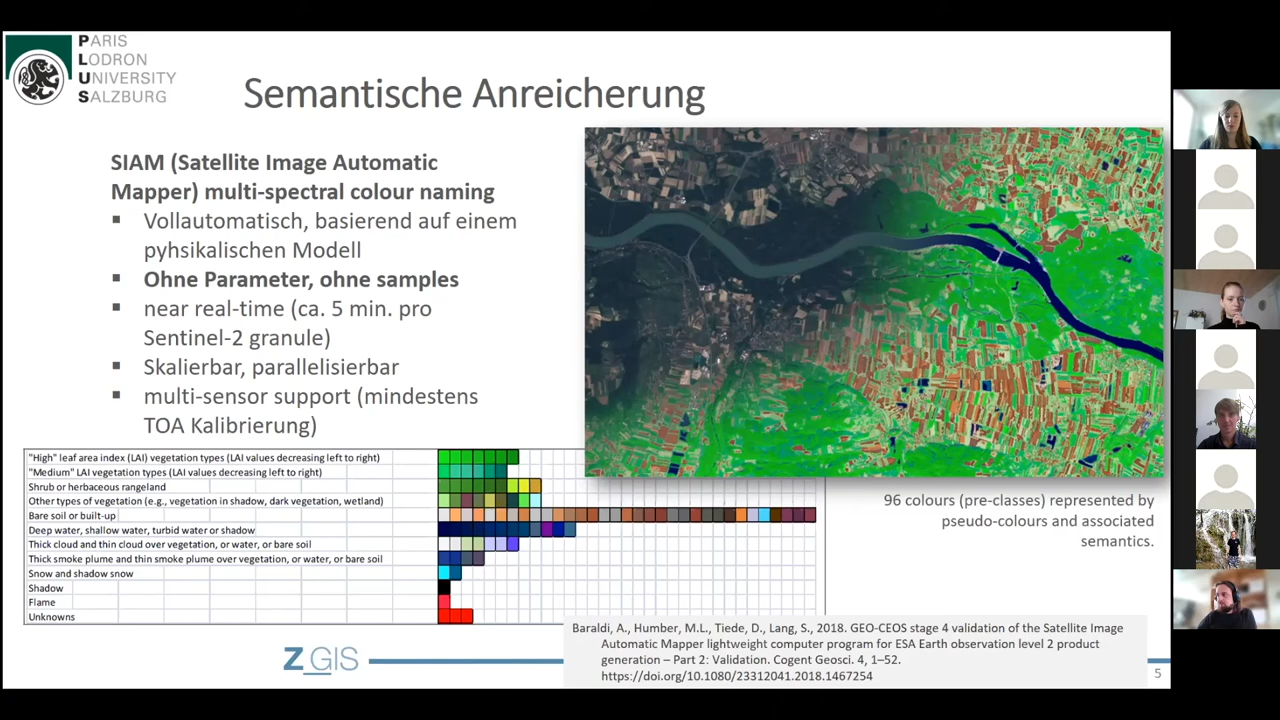 PARIS
LODRON
UNIVERSITY
SALZBURG
Semantische Anreicherung
SIAM (Satellite Image Automatic
Mapper) multi-spectral colour naming
▪ Vollautomatisch, basierend auf einem
pyhsikalischen Modell
▪ Ohne Parameter, ohne samples
▪ near real-time (ca. 5 min. pro
Sentinel-2 granule)
▪ Skalierbar, parallelisierbar
▪ multi-sensor support (mindestens
TOA Kalibrierung)
"High" leaf area index (LAI) vegetation types (LAI values decreasing left to right)
"Medium" LAI vegetation types (LAI values decreasing left to right)
Shrub or herbaceous rangeland
Other types of vegetation (e.g., vegetation in shadow, dark vegetation, wetland)
Bare soil or built-up
Deep water, shallow water, turbid water or shadow
Thick cloud and thin cloud over vegetation, or water, or bare soil
Thick smoke plume and thin smoke plume over vegetation, or water, or bare soil
Snow and shadow snow
Shadow
Flame
Unknowns
96 colours (pre-classes) represented by
pseudo-colours and associated
semantics.
Baraldi, A., Humber, M.L., Tiede, D., Lang, S., 2018. GEO-CEOS stage 4 validation of the Satellite Image
Automatic Mapper lightweight computer program for ESA Earth observation level 2 product
generation – Part 2: Validation. Cogent Geosci. 4, 1–52.
https://doi.org/10.1080/23312041.2018.1467254
Z_GIS
5